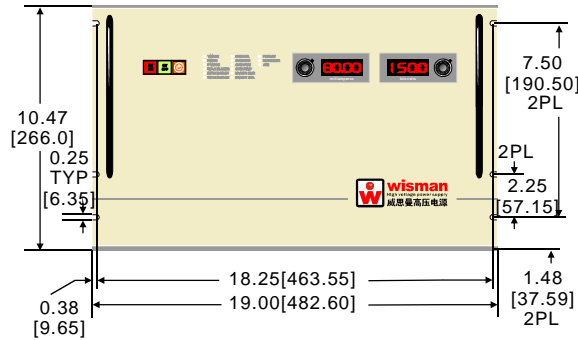 80.00
150.0
7.50
[190.50]
2PL
10.47
[266.0]
0.25
TYP
[6.35]
2PL
2.25
[57.15]
wisman
High voltage power supply
威思曼高压电源
18.25[463.55]
19.00[482.60]
0.38
[9.65]
1.48
[37.59]
2PL